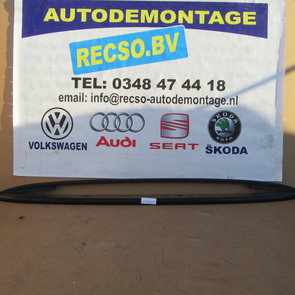 AUTODEMONTAGE
RECSO.BV
TEL: 0348 47 44 18
email: info@recso-autodemontage.nl
VOLKSWAGEN Audi SEAT ŠKODA